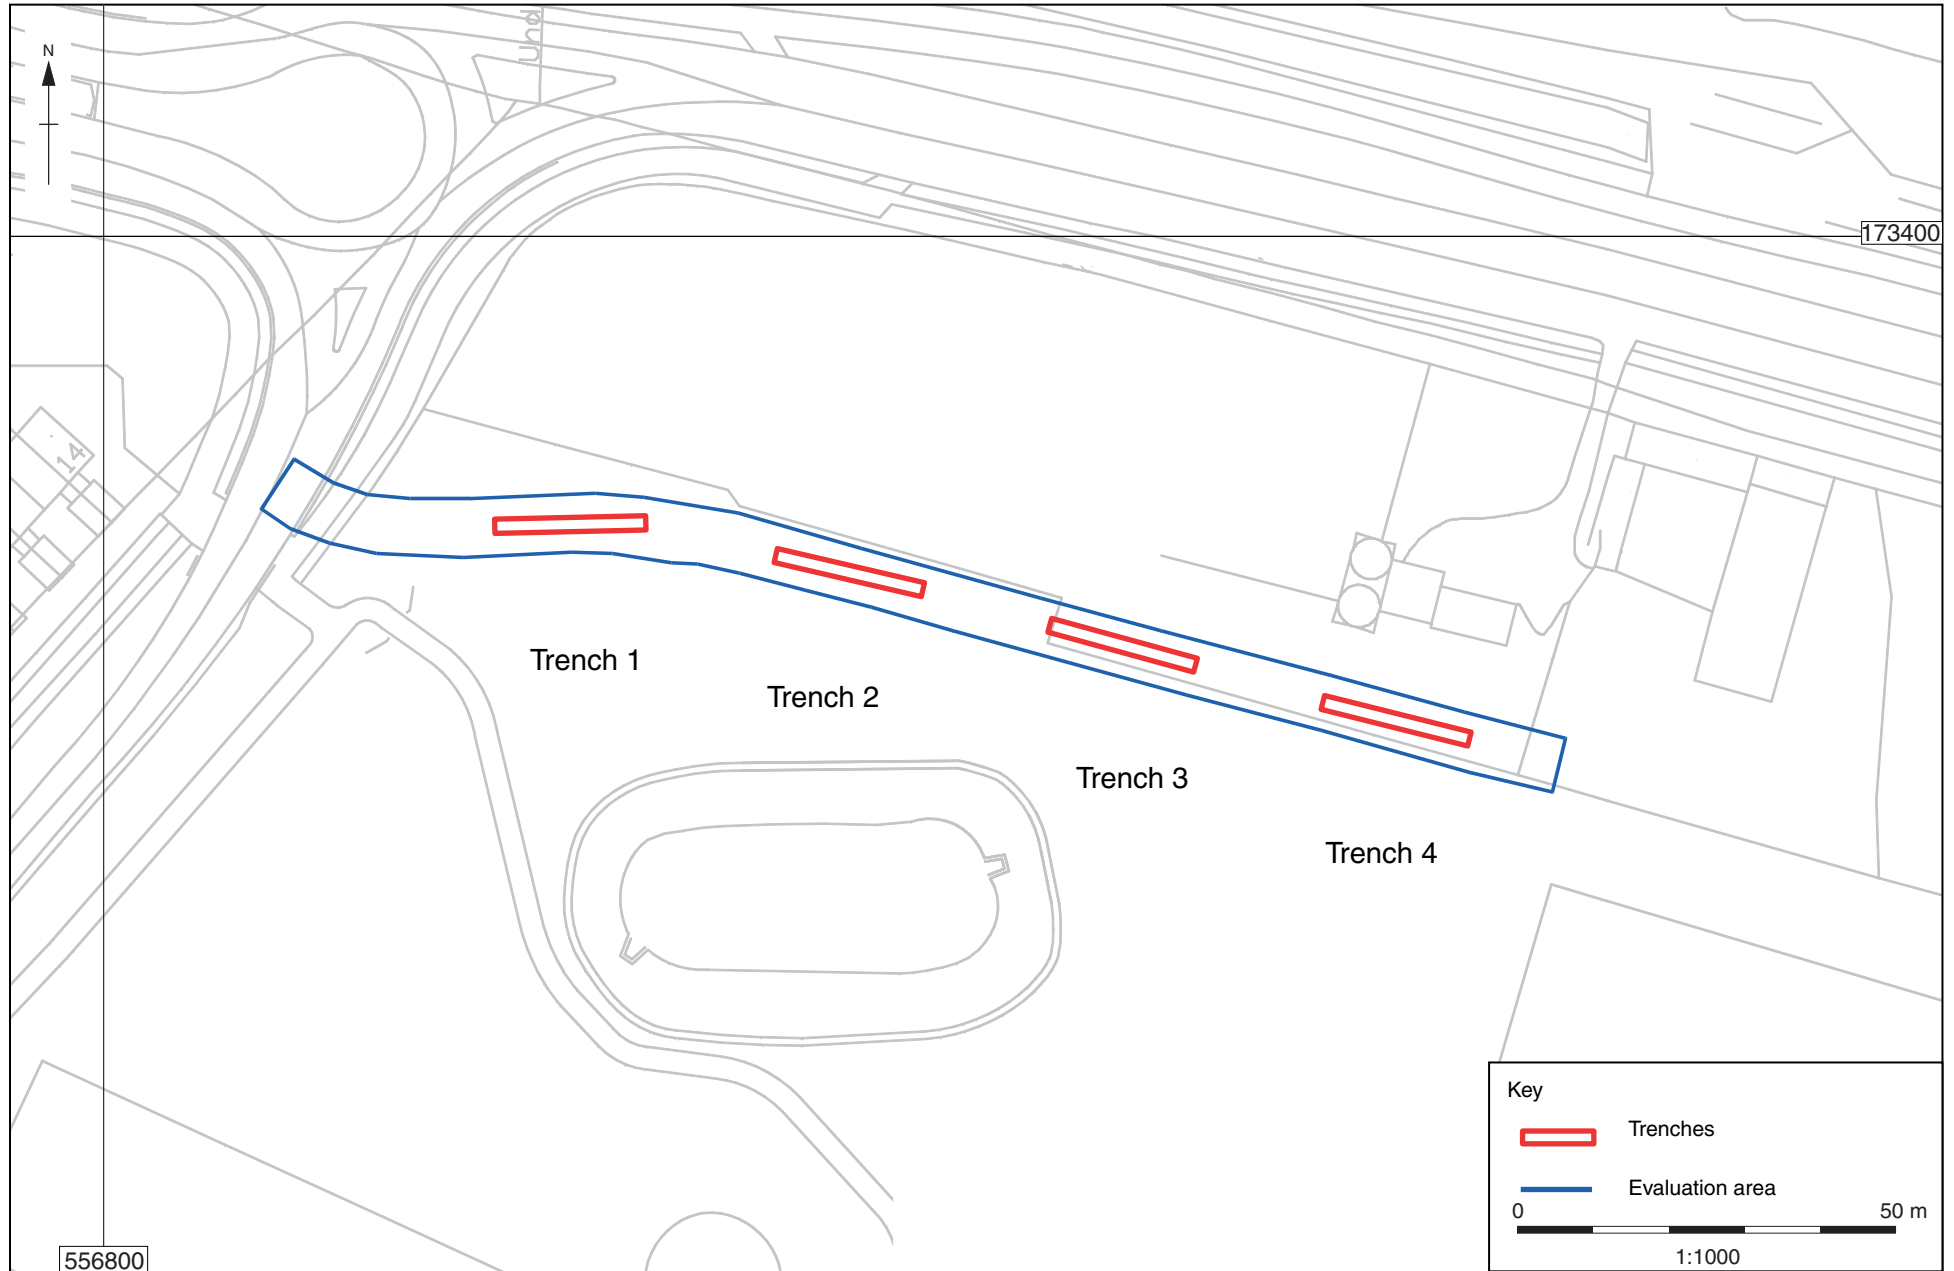 N
173400
14
Trench 1
Trench 2
Trench 3
Trench 4
Key
Trenches
Evaluation area
0 50 m
1:1000
556800